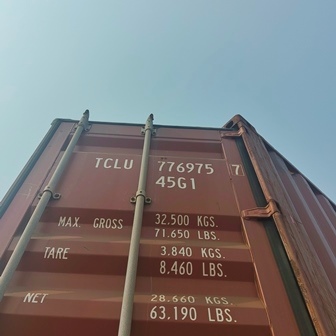 TCLU 776975 7
45G1
MAX. GROSS 32.500 KGS.
71.650 LBS.
TARE 3.840 KGS.
8.460 LBS.
NET 28.660 KGS.
63.190 LBS.